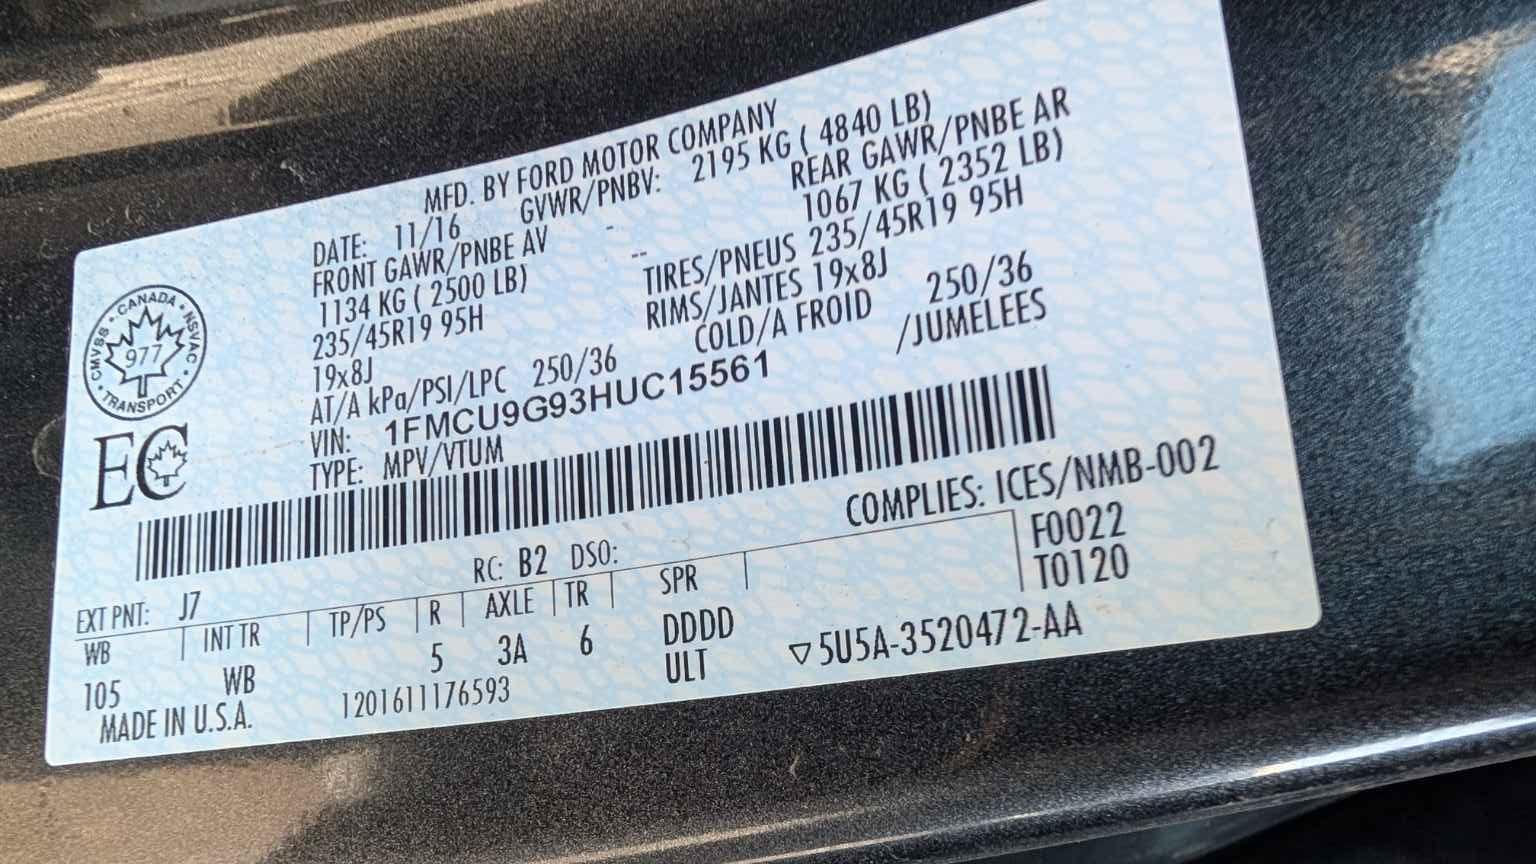 MFD. BY FORD MOTOR COMPANY
DATE: 11/16 GVWR/PNBV: 2195 KG ( 4840 LB)
FRONT GAWR/PNBE AV - REAR GAWR/PNBE AR
1134 KG ( 2500 LB) -- 1067 KG ( 2352 LB)
235/45R19 95H TIRES/PNEUS 235/45R19 95H
19x8J RIMS/JANTES 19x8J
AT/A kPa/PSI/LPC 250/36 COLD/A FROID 250/36
VIN: 1FMCU9G93HUC15561 /JUMELEES
TYPE: MPV/VTUM
CANADA · NSVAC · TRANSPORT · CMVSS ·
977
EC
COMPLIES: ICES/NMB-002
RC: B2 DSO: F0022
EXT PNT: J7 T0120
WB INT TR TP/PS R AXLE TR SPR
105 WB 5 3A 6 DDDD
ULT
MADE IN U.S.A. 1201611176593 ▽5U5A-3520472-AA